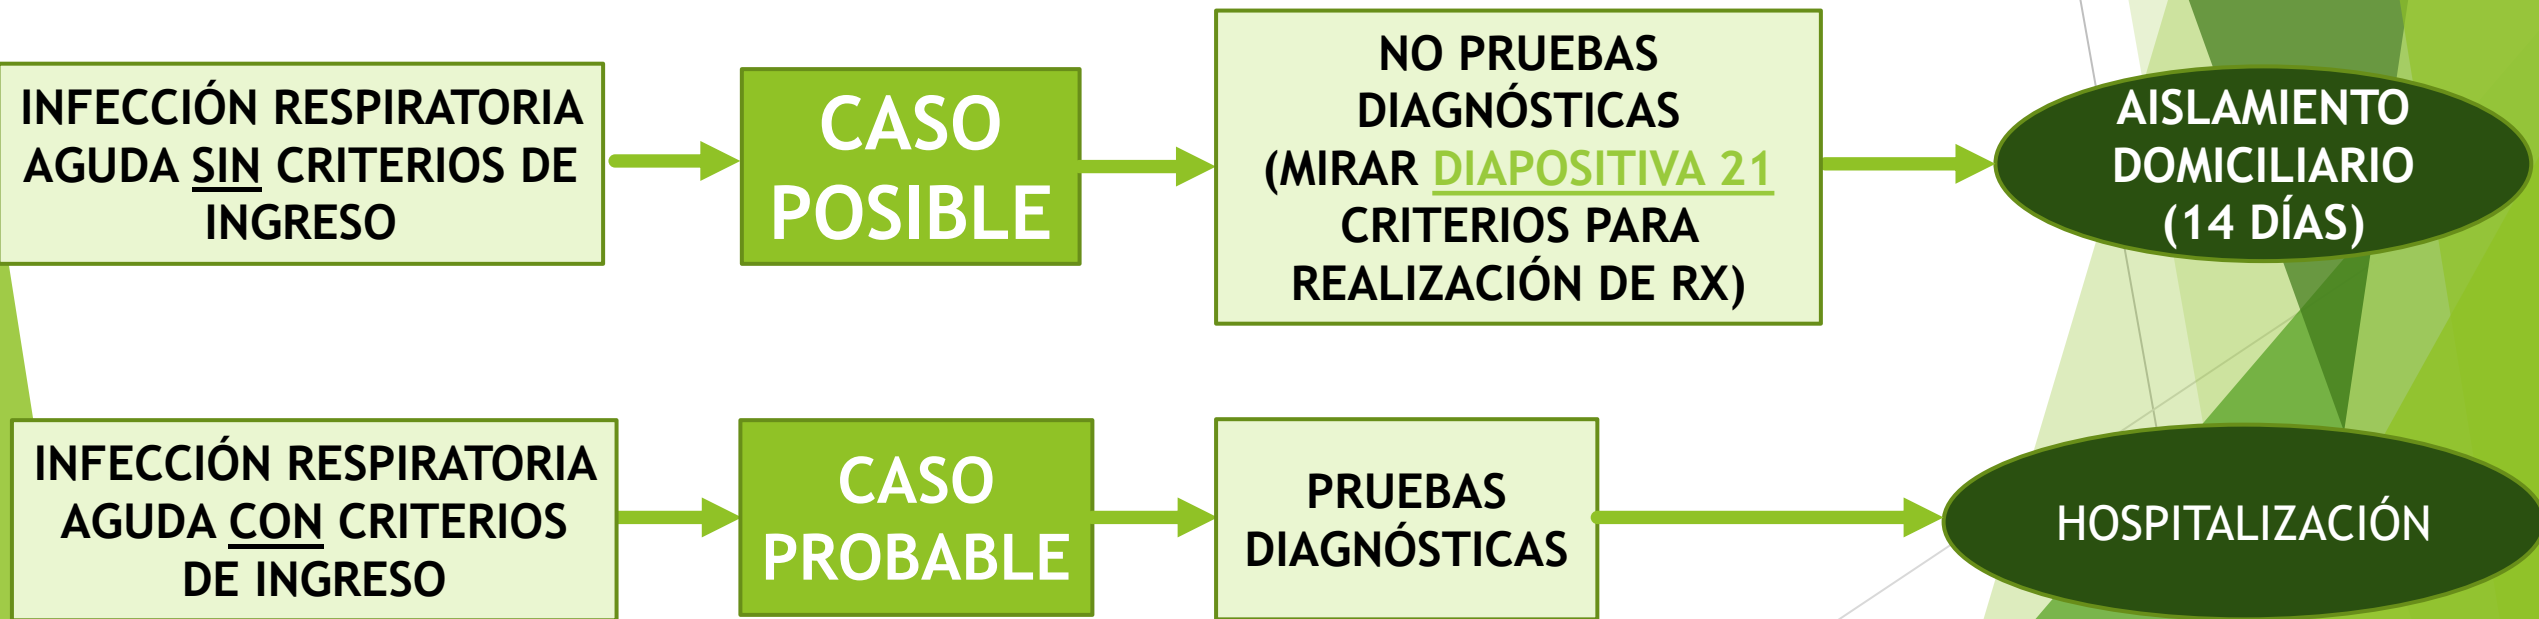 INFECCIÓN RESPIRATORIA
AGUDA SIN CRITERIOS DE
INGRESO
CASO
POSIBLE
NO PRUEBAS
DIAGNÓSTICAS
(MIRAR DIAPOSITIVA 21
CRITERIOS PARA
REALIZACIÓN DE RX)
AISLAMIENTO
DOMICILIARIO
(14 DÍAS)
INFECCIÓN RESPIRATORIA
AGUDA CON CRITERIOS
DE INGRESO
CASO
PROBABLE
PRUEBAS
DIAGNÓSTICAS
HOSPITALIZACIÓN